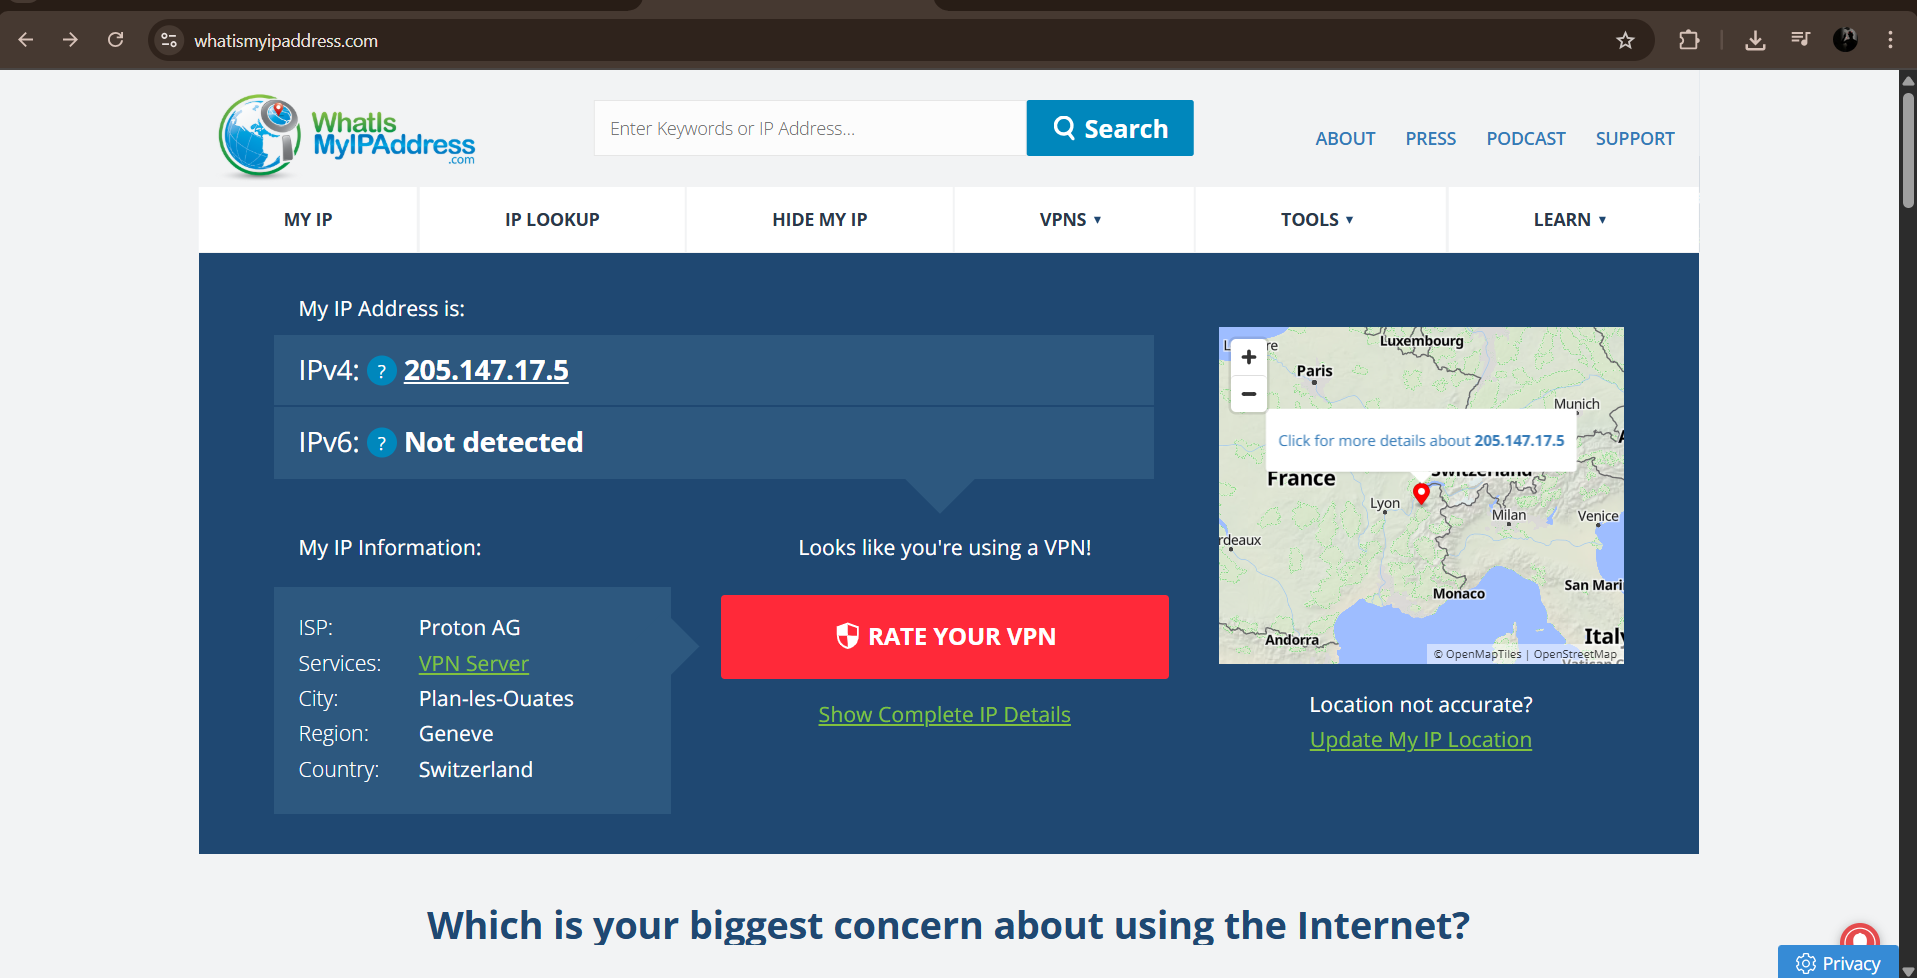 whatismyipaddress.com
WhatIs
MyIPAddress
.com
Enter Keywords or IP Address...
Search
ABOUT
PRESS
PODCAST
SUPPORT
MY IP
IP LOOKUP
HIDE MY IP
VPNS ▾
TOOLS ▾
LEARN ▾
My IP Address is:
IPv4: ? 205.147.17.5
IPv6: ? Not detected
My IP Information:
ISP: Proton AG
Services: VPN Server
City: Plan-les-Ouates
Region: Geneve
Country: Switzerland
Looks like you're using a VPN!
RATE YOUR VPN
Show Complete IP Details
+
−
Luxembourg
Paris
Munich
Click for more details about 205.147.17.5
Switzerland
France
Lyon
Milan
Venice
rdeaux
San Mari
Monaco
Andorra
Italy
© OpenMapTiles | OpenStreetMap
Location not accurate?
Update My IP Location
Which is your biggest concern about using the Internet?
Privacy